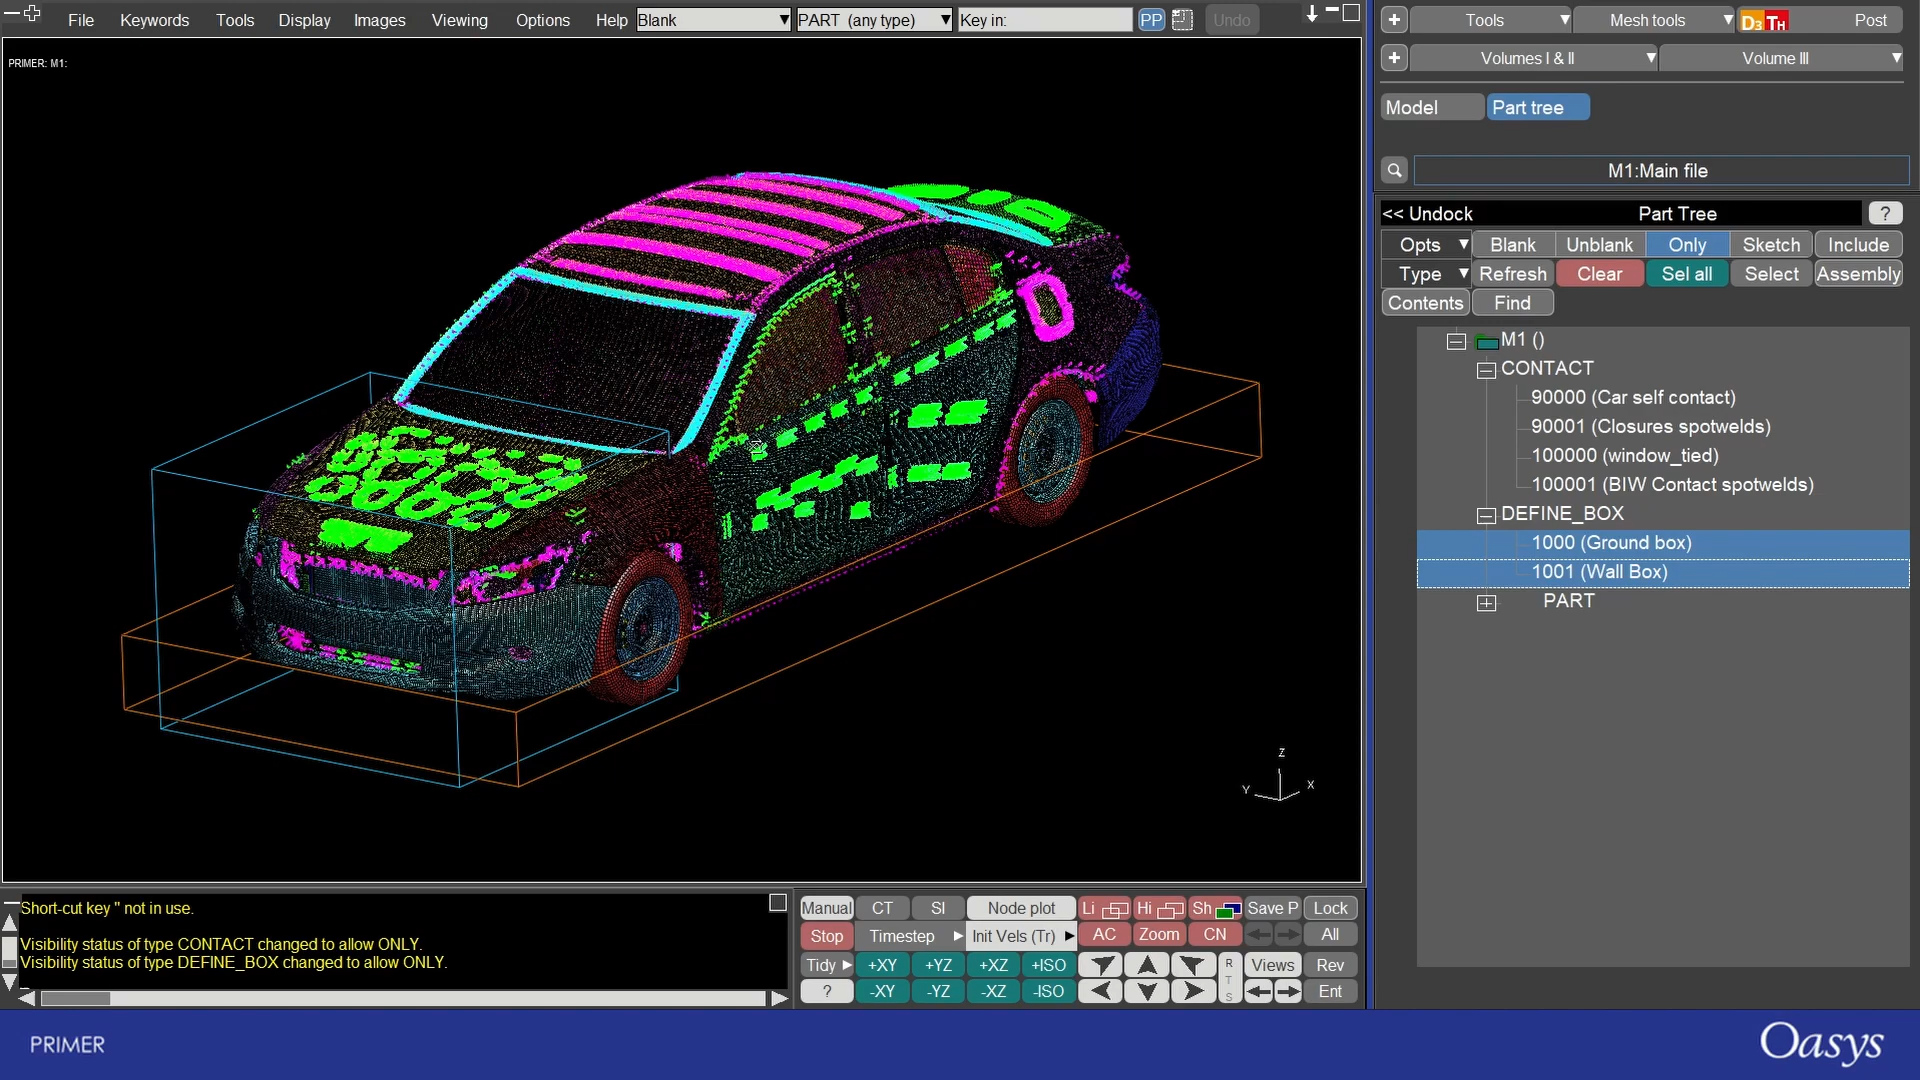 File Keywords Tools Display Images Viewing Options Help Blank PART (any type) Key in: PP Undo
PRIMER: M1:
Z
Y X
Tools Mesh tools D3 TH Post
Volumes I & II Volume III
Model Part tree
M1:Main file
<< Undock Part Tree ?
Opts Blank Unblank Only Sketch Include
Type Refresh Clear Sel all Select Assembly
Contents Find
M1 ()
CONTACT
90000 (Car self contact)
90001 (Closures spotwelds)
100000 (window_tied)
100001 (BIW Contact spotwelds)
DEFINE_BOX
1000 (Ground box)
1001 (Wall Box)
PART
Short-cut key '' not in use.
Visibility status of type CONTACT changed to allow ONLY.
Visibility status of type DEFINE_BOX changed to allow ONLY.
Manual CT SI Node plot Li Hi Sh Save P Lock
Stop Timestep Init Vels (Tr) AC Zoom CN All
Tidy +XY +YZ +XZ +ISO R Views Rev
T
? -XY -YZ -XZ -ISO S Ent
PRIMER
Oasys